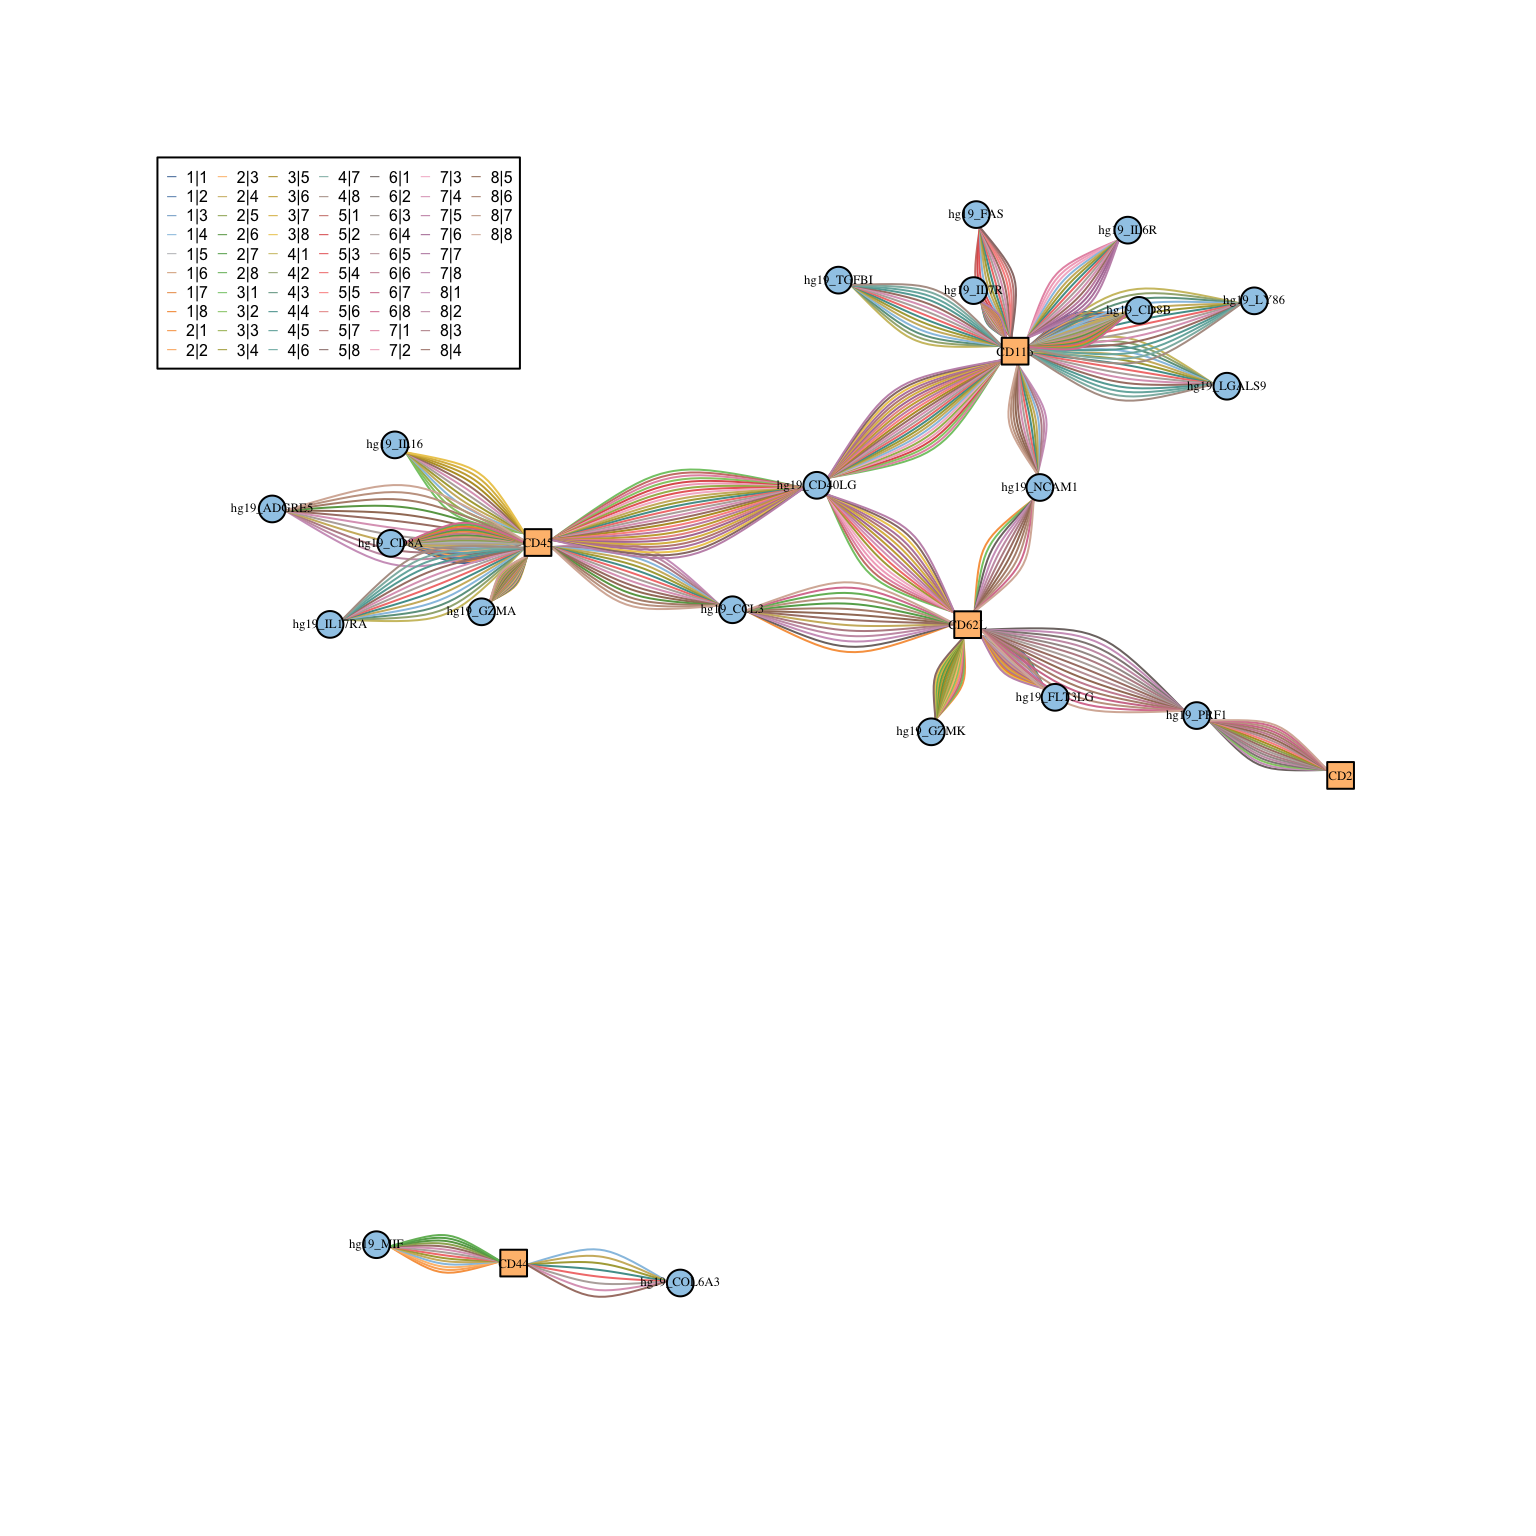 1|1 2|3 3|5 4|7 6|1 7|3 8|5
1|2 2|4 3|6 4|8 6|2 7|4 8|6
1|3 2|5 3|7 5|1 6|3 7|5 8|7
1|4 2|6 3|8 5|2 6|4 7|6 8|8
1|5 2|7 4|1 5|3 6|5 7|7
1|6 2|8 4|2 5|4 6|6 7|8
1|7 3|1 4|3 5|5 6|7 8|1
1|8 3|2 4|4 5|6 6|8 8|2
2|1 3|3 4|5 5|7 7|1 8|3
2|2 3|4 4|6 5|8 7|2 8|4
hg19_FAS
hg19_IL6R
hg19_TGFBI
hg19_IL7R
hg19_LY86
hg19_CD8B
CD11b
hg19_LGALS9
hg19_IL16
hg19_CD40LG
hg19_NCAM1
hg19_ADGRE5
hg19_CD8A
CD45
hg19_GZMA
hg19_CCL3
hg19_IL17RA
CD62L
hg19_FLT3LG
hg19_PRF1
hg19_GZMK
CD2
hg19_MIF
CD44
hg19_COL6A3